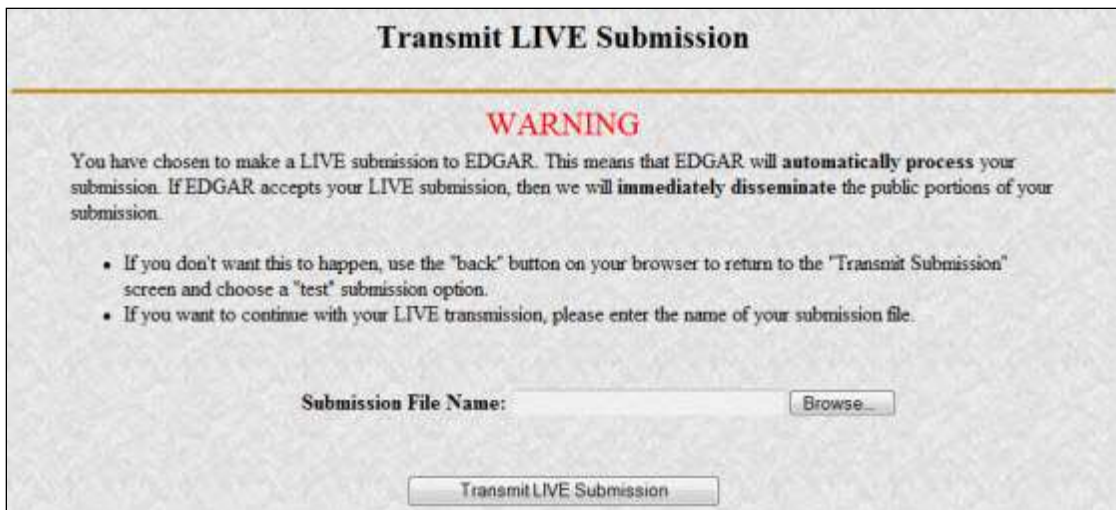 Transmit LIVE Submission
WARNING
You have chosen to make a LIVE submission to EDGAR. This means that EDGAR will automatically process your
submission. If EDGAR accepts your LIVE submission, then we will immediately disseminate the public portions of your
submission.
• If you don't want this to happen, use the "back" button on your browser to return to the "Transmit Submission"
screen and choose a "test" submission option.
• If you want to continue with your LIVE transmission, please enter the name of your submission file.
Submission File Name: Browse...
Transmit LIVE Submission